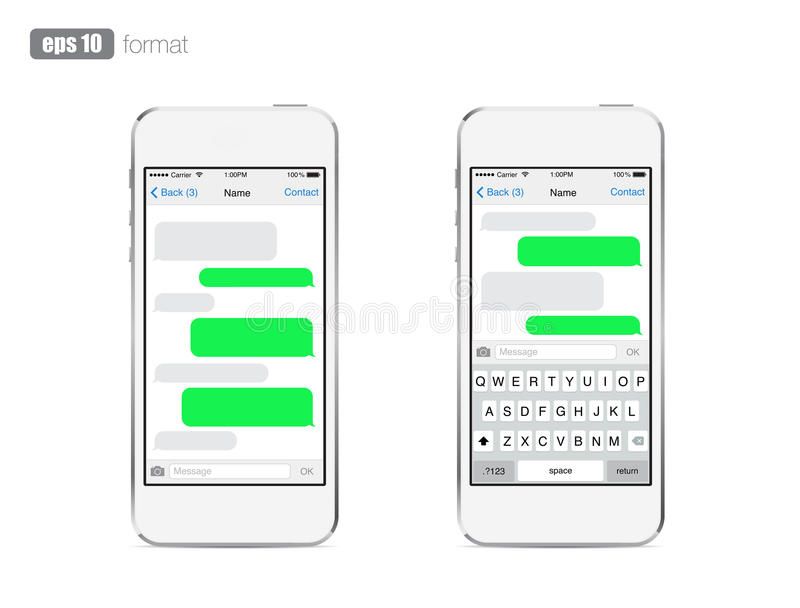 eps 10 format
••••• Carrier 1:00PM 100%
Back (3) Name Contact
Message OK
••••• Carrier 1:00PM 100%
Back (3) Name Contact
Message OK
Q W E R T Y U I O P
A S D F G H J K L
Z X C V B N M
.?123 space return
dreamstime